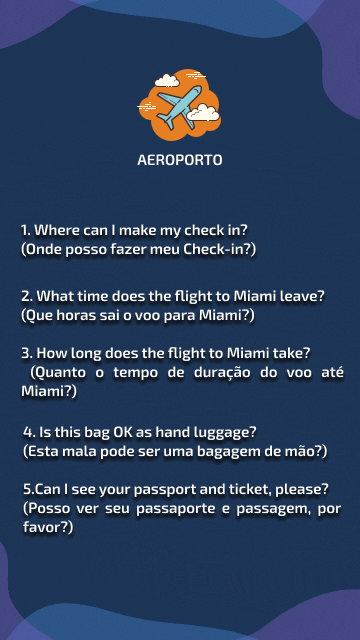 AEROPORTO
1. Where can I make my check in?
(Onde posso fazer meu Check-in?)
2. What time does the flight to Miami leave?
(Que horas sai o voo para Miami?)
3. How long does the flight to Miami take?
(Quanto o tempo de duração do voo até
Miami?)
4. Is this bag OK as hand luggage?
(Esta mala pode ser uma bagagem de mão?)
5.Can I see your passport and ticket, please?
(Posso ver seu passaporte e passagem, por
favor?)